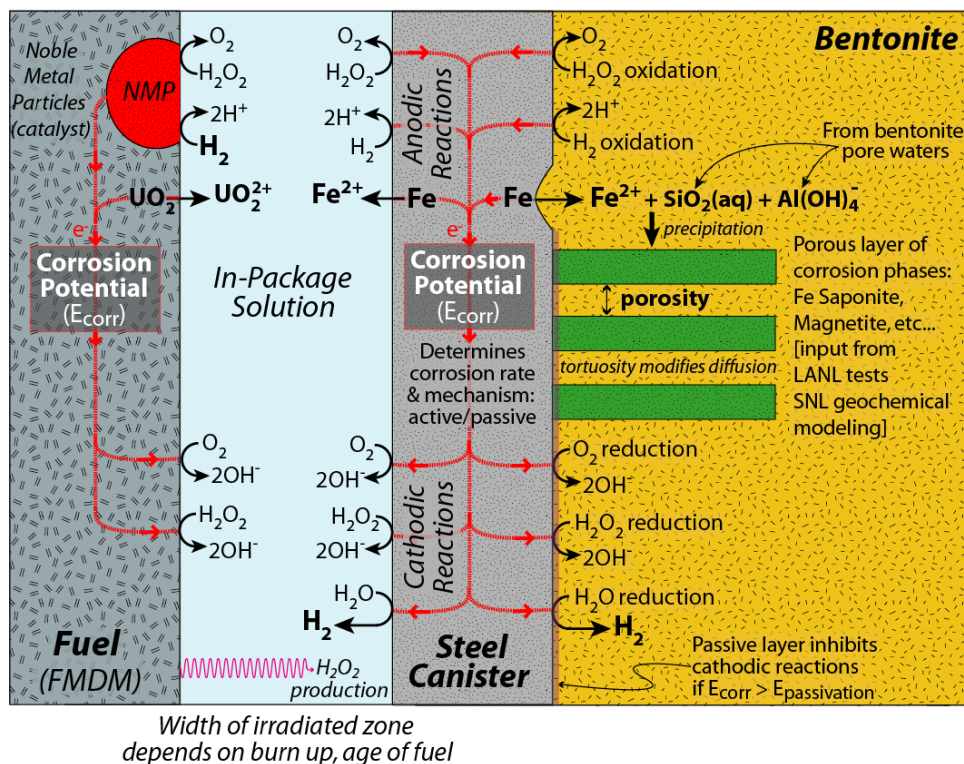 Noble
Metal
Particles
(catalyst)
NMP
O₂
H₂O₂
2H⁺
H₂
UO₂
UO₂²⁺
e⁻
Corrosion
Potential
(Ecorr)
O₂
2OH⁻
H₂O₂
2OH⁻
Fuel
(FMDM)
In-Package
Solution
O₂
H₂O₂
2H⁺
H₂
Fe²⁺
O₂
2OH⁻
H₂O₂
2OH⁻
H₂O
H₂
H₂O₂
production
Anodic
Reactions
Fe
Fe
e⁻
Corrosion
Potential
(Ecorr)
Determines
corrosion rate
& mechanism:
active/passive
Cathodic
Reactions
Steel
Canister
Bentonite
O₂
H₂O₂ oxidation
2H⁺
H₂ oxidation
From bentonite
pore waters
Fe²⁺ + SiO₂(aq) + Al(OH)₄⁻
precipitation
porosity
tortuosity modifies diffusion
Porous layer of
corrosion phases:
Fe Saponite,
Magnetite, etc...
[input from
LANL tests
SNL geochemical
modeling]
O₂ reduction
2OH⁻
H₂O₂ reduction
2OH⁻
H₂O reduction
H₂
Passive layer inhibits
cathodic reactions
if Ecorr > Epassivation
Width of irradiated zone
depends on burn up, age of fuel